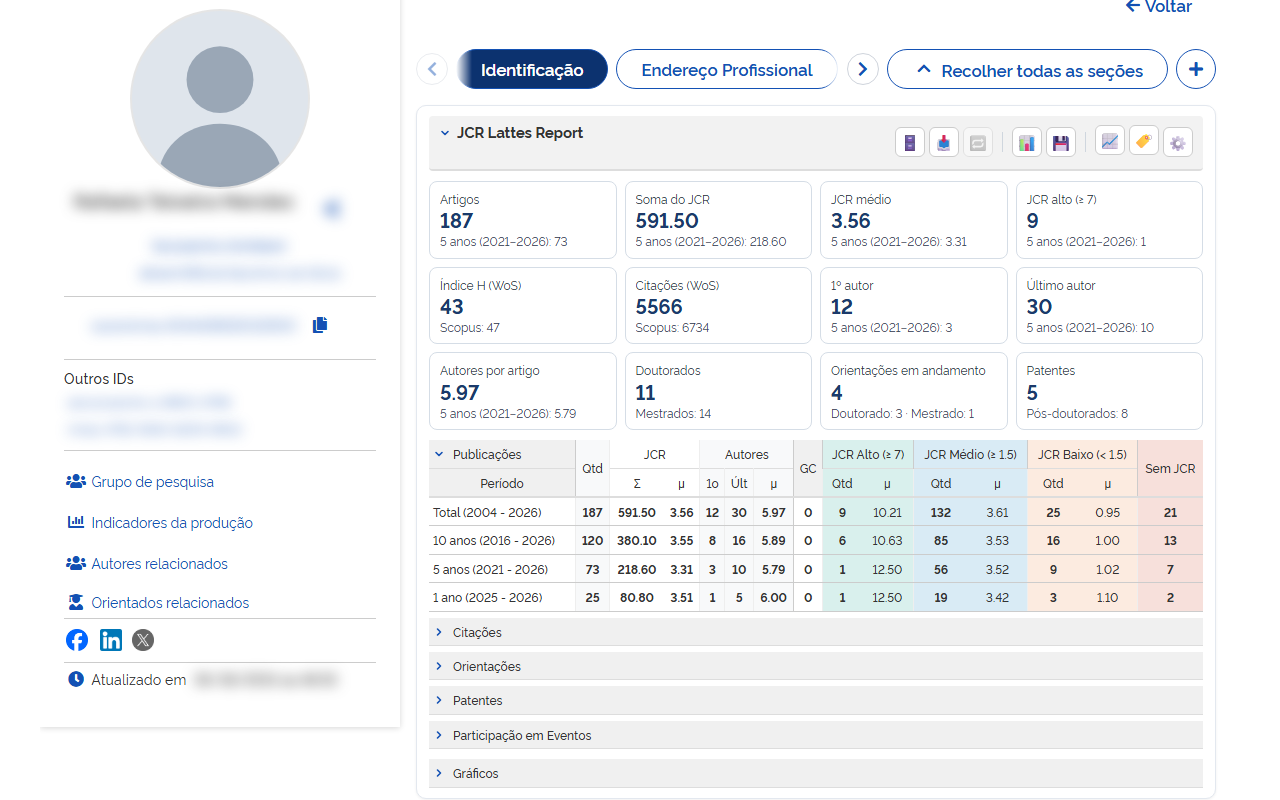 Voltar
Identificação
Endereço Profissional
Recolher todas as seções
Outros IDs
Grupo de pesquisa
Indicadores da produção
Autores relacionados
Orientados relacionados
Atualizado em
JCR Lattes Report
Artigos
187
5 anos (2021–2026): 73
Soma do JCR
591.50
5 anos (2021–2026): 218.60
JCR médio
3.56
5 anos (2021–2026): 3.31
JCR alto (≥ 7)
9
5 anos (2021–2026): 1
Índice H (WoS)
43
Scopus: 47
Citações (WoS)
5566
Scopus: 6734
1º autor
12
5 anos (2021–2026): 3
Último autor
30
5 anos (2021–2026): 10
Autores por artigo
5.97
5 anos (2021–2026): 5.79
Doutorados
11
Mestrados: 14
Orientações em andamento
4
Doutorado: 3 · Mestrado: 1
Patentes
5
Pós-doutorados: 8
Publicações Qtd JCR Autores GC JCR Alto (≥ 7) JCR Médio (≥ 1.5) JCR Baixo (< 1.5) Sem JCR
Período Σ μ 1o Últ μ Qtd μ Qtd μ Qtd μ
Total (2004 - 2026) 187 591.50 3.56 12 30 5.97 0 9 10.21 132 3.61 25 0.95 21
10 anos (2016 - 2026) 120 380.10 3.55 8 16 5.89 0 6 10.63 85 3.53 16 1.00 13
5 anos (2021 - 2026) 73 218.60 3.31 3 10 5.79 0 1 12.50 56 3.52 9 1.02 7
1 ano (2025 - 2026) 25 80.80 3.51 1 5 6.00 0 1 12.50 19 3.42 3 1.10 2
Citações
Orientações
Patentes
Participação em Eventos
Gráficos